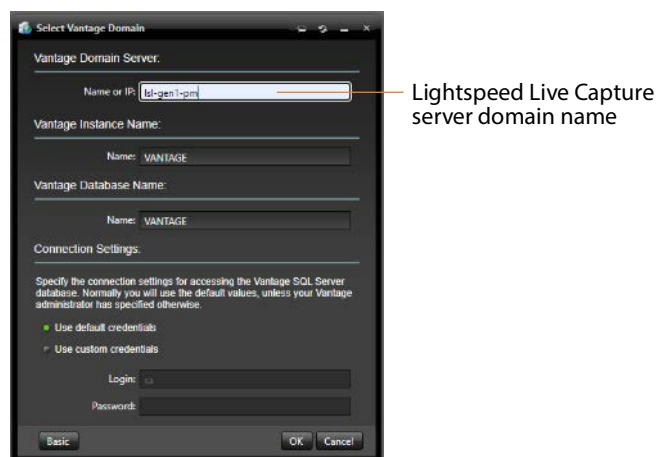 Select Vantage Domain
Vantage Domain Server:
Name or IP: lsl-gen1-pm
Lightspeed Live Capture
server domain name
Vantage Instance Name:
Name: VANTAGE
Vantage Database Name:
Name: VANTAGE
Connection Settings:
Specify the connection settings for accessing the Vantage SQL Server
database. Normally you will use the default values, unless your Vantage
administrator has specified otherwise.
Use default credentials
Use custom credentials
Login:
Password:
Basic
OK
Cancel